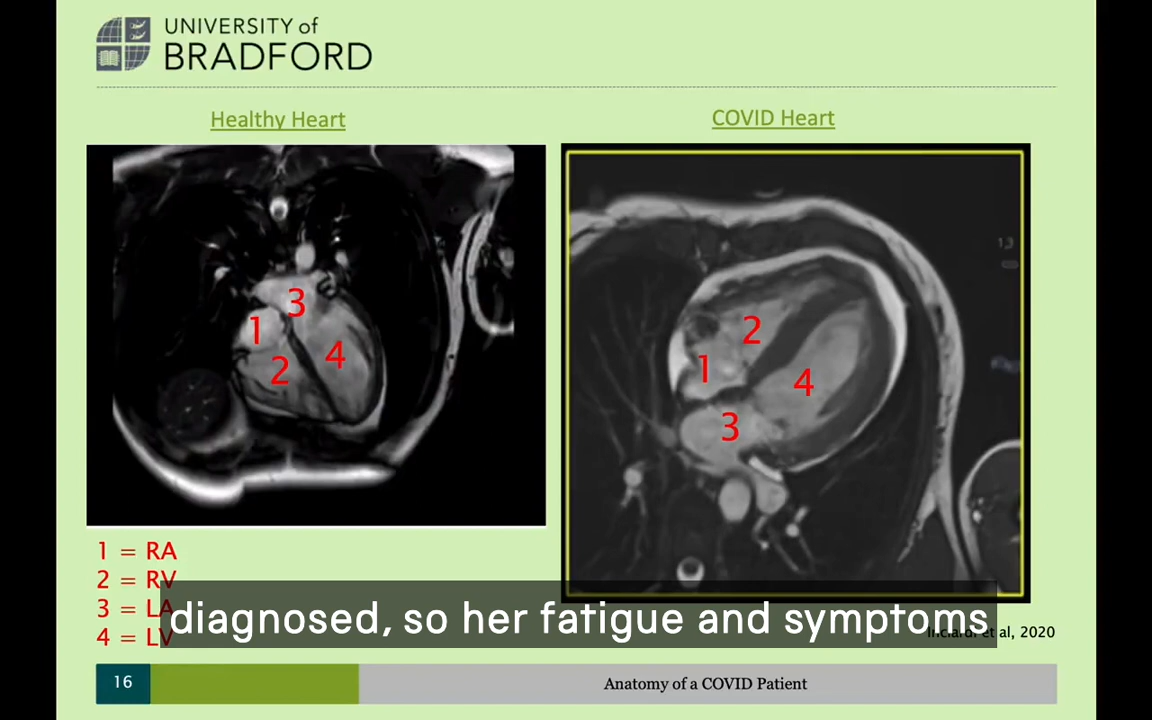 UNIVERSITY of
BRADFORD
Healthy Heart
COVID Heart
3
1
2
4
2
1
4
3
13
1 = RA
2 = RV
3 = LA
4 = LV
diagnosed, so her fatigue and symptoms
et al, 2020
16
Anatomy of a COVID Patient